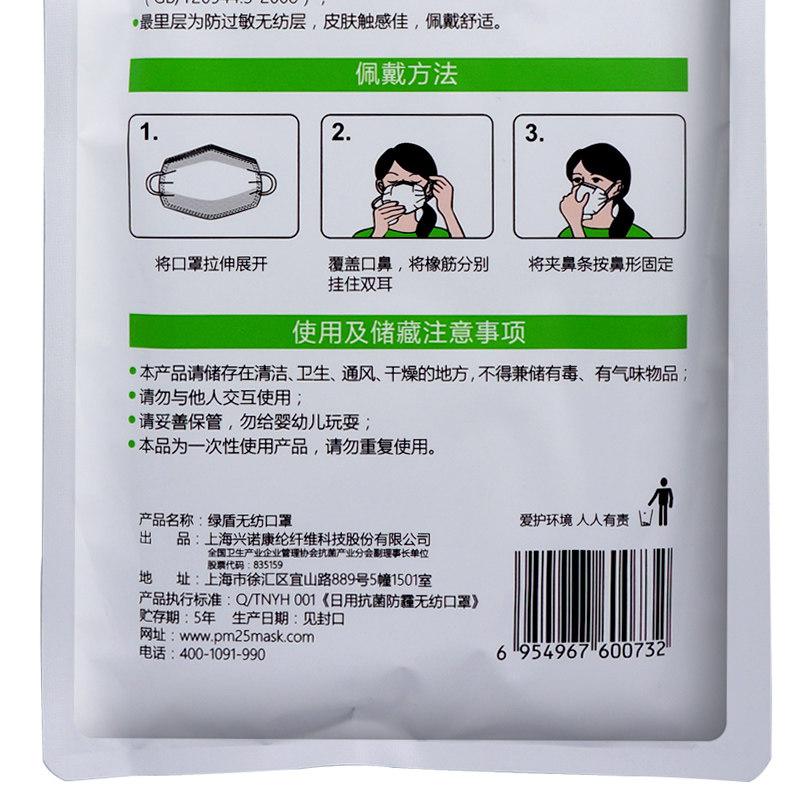 （GB/T20944.3-2008）；
•最里层为防过敏无纺层，皮肤触感佳，佩戴舒适。
佩戴方法
1.
2.
3.
将口罩拉伸展开
覆盖口鼻，将橡筋分别
挂住双耳
将夹鼻条按鼻形固定
使用及储藏注意事项
•本产品请储存在清洁、卫生、通风、干燥的地方，不得兼储有毒、有气味物品；
•请勿与他人交互使用；
•请妥善保管，勿给婴幼儿玩耍；
•本品为一次性使用产品，请勿重复使用。
产品名称：绿盾无纺口罩
出 品：上海兴诺康纶纤维科技股份有限公司
全国卫生产业企业管理协会抗菌产业分会副理事长单位
股票代码：835159
地 址：上海市徐汇区宜山路889号5幢1501室
产品执行标准：Q/TNYH 001《日用抗菌防霾无纺口罩》
贮存期：5年 生产日期：见封口
网址：www.pm25mask.com
电话：400-1091-990
爱护环境 人人有责
6 954967 600732